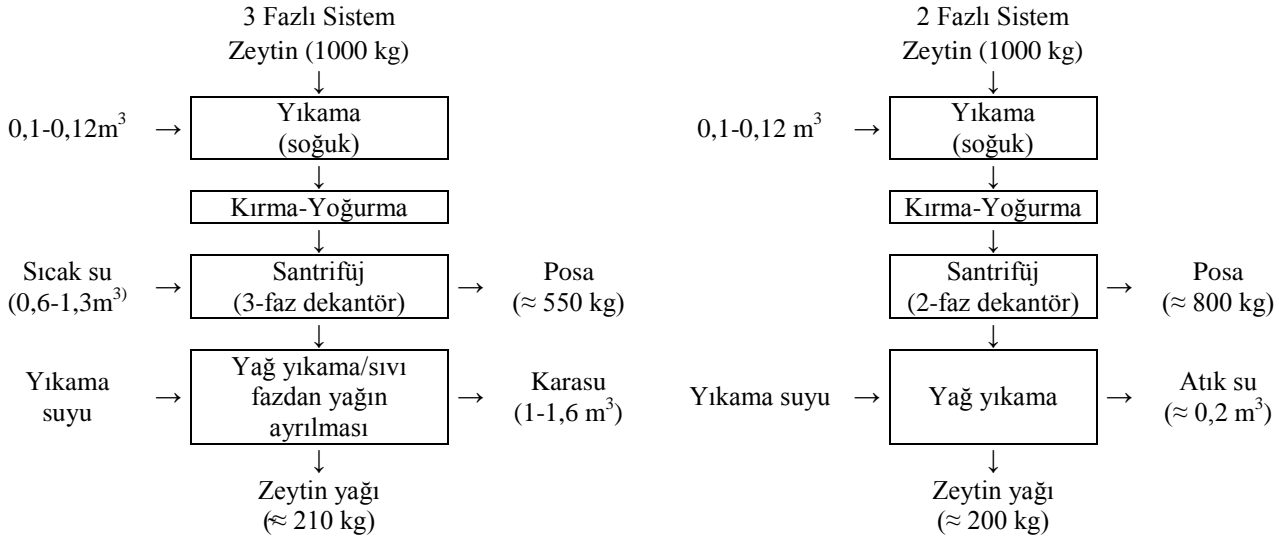 3 Fazlı Sistem
Zeytin (1000 kg)
↓
0,1-0,12m³ → Yıkama
(soğuk)
↓
Kırma-Yoğurma
↓
Sıcak su
(0,6-1,3m³⁾ → Santrifüj
(3-faz dekantör) → Posa
(≈ 550 kg)
↓
Yıkama
suyu → Yağ yıkama/sıvı
fazdan yağın
ayrılması → Karasu
(1-1,6 m³)
↓
Zeytin yağı
(≈ 210 kg)
2 Fazlı Sistem
Zeytin (1000 kg)
↓
0,1-0,12 m³ → Yıkama
(soğuk)
↓
Kırma-Yoğurma
↓
Santrifüj
(2-faz dekantör) → Posa
(≈ 800 kg)
↓
Yıkama suyu → Yağ yıkama → Atık su
(≈ 0,2 m³)
↓
Zeytin yağı
(≈ 200 kg)